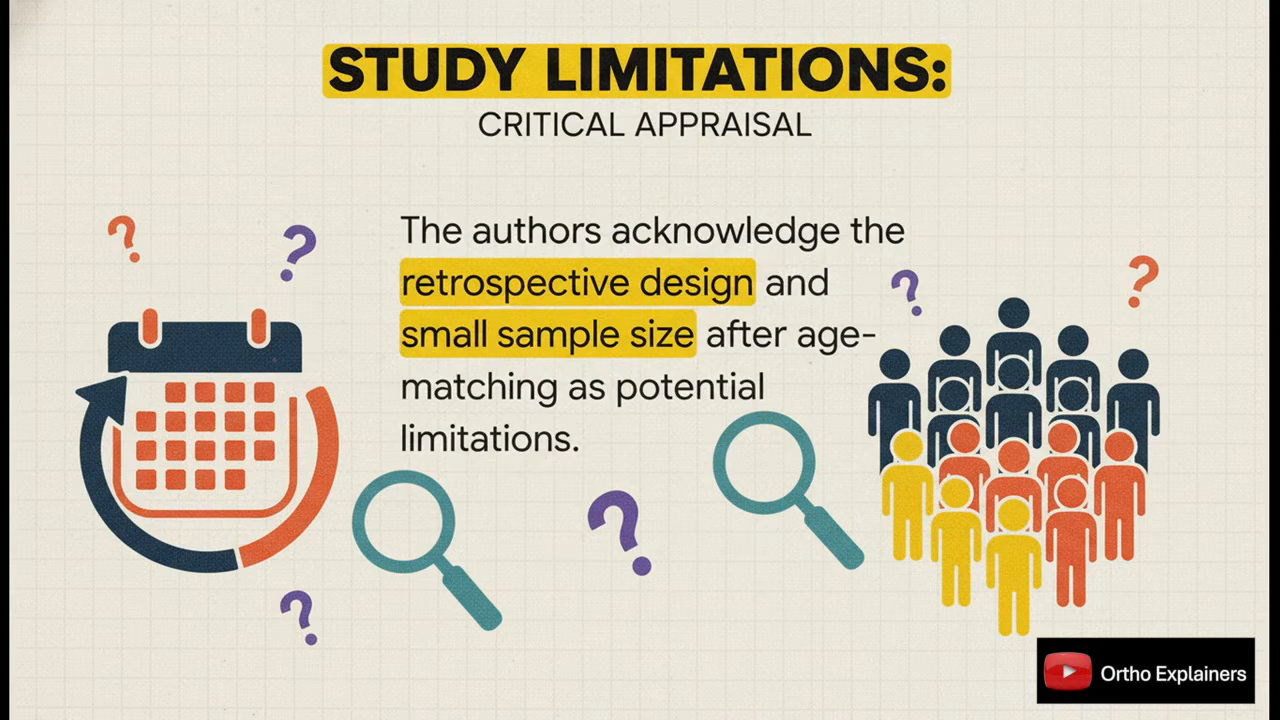 STUDY LIMITATIONS:
CRITICAL APPRAISAL
The authors acknowledge the
retrospective design and
small sample size after age-
matching as potential
limitations.
Ortho Explainers